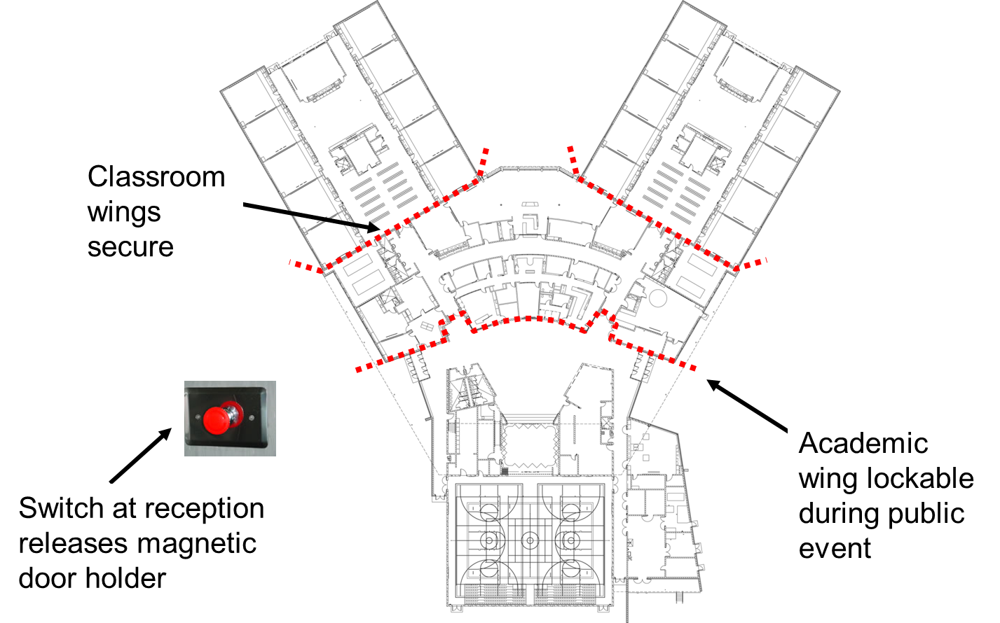 Classroom
wings
secure
Switch at reception
releases magnetic
door holder
Academic
wing lockable
during public
event